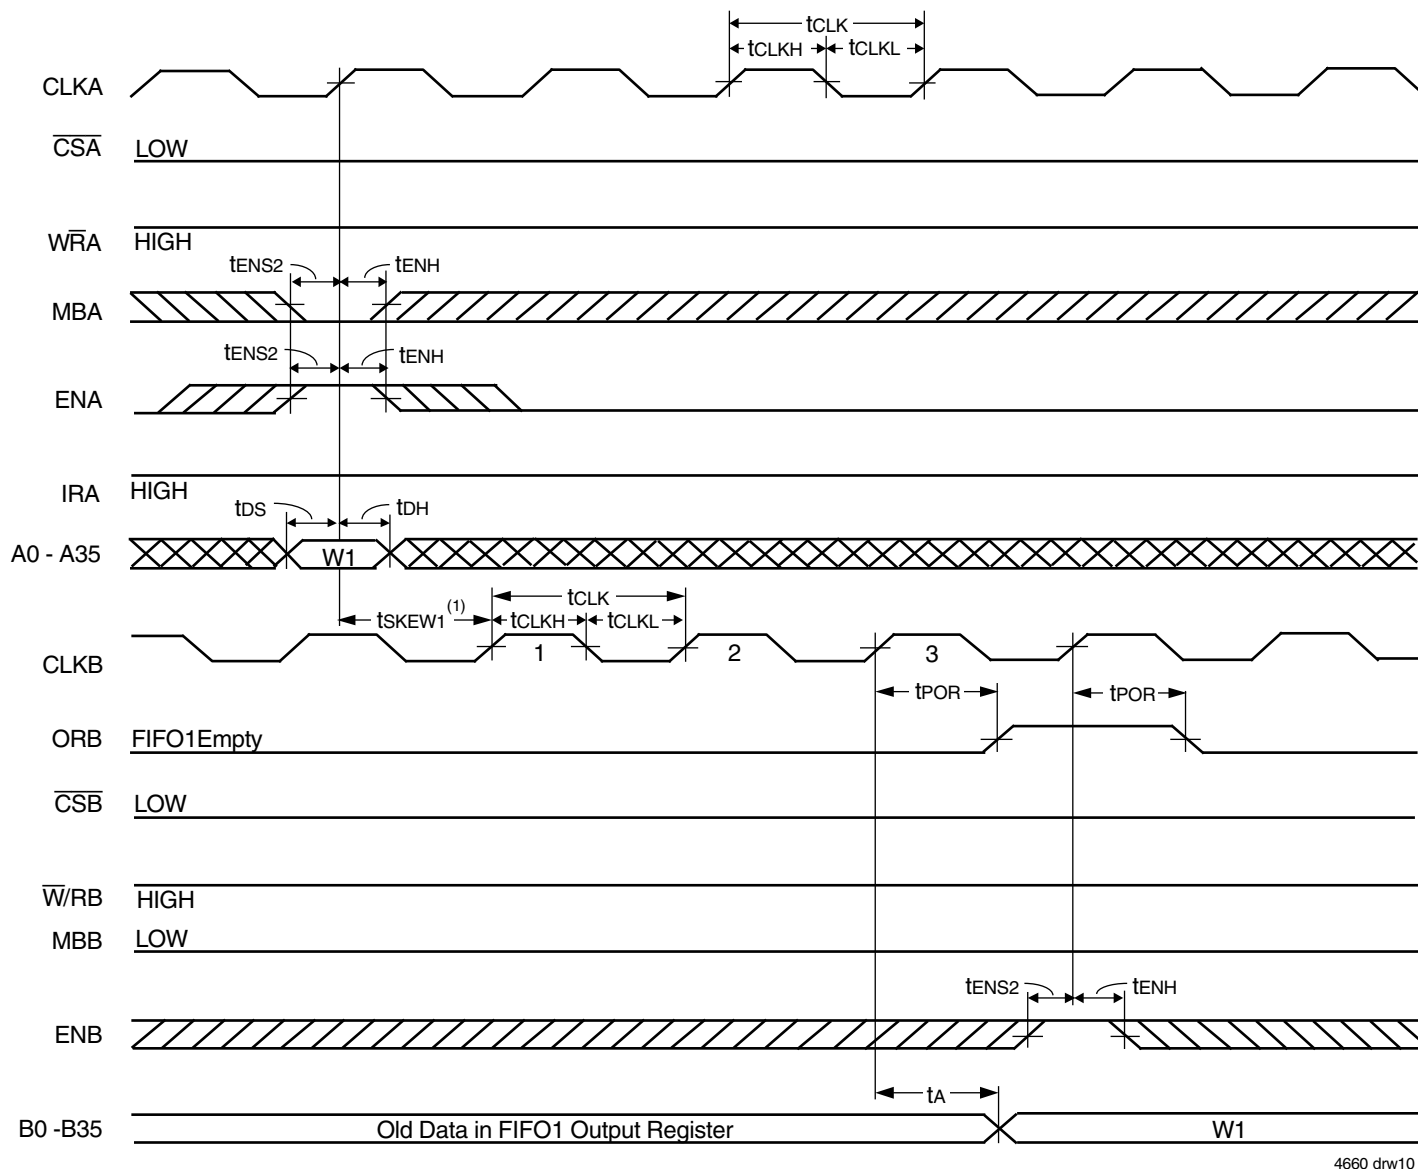 tCLK
tCLKH tCLKL
CLKA
CSA LOW
WRA HIGH
tENS2 tENH
MBA
tENS2 tENH
ENA
IRA HIGH
tDS tDH
A0 - A35 W1
tSKEW1(1) tCLK
tCLKH tCLKL
CLKB 1 2 3
tPOR tPOR
ORB FIFO1Empty
CSB LOW
W/RB HIGH
MBB LOW
tENS2 tENH
ENB
tA
B0 -B35 Old Data in FIFO1 Output Register W1
4660 drw10